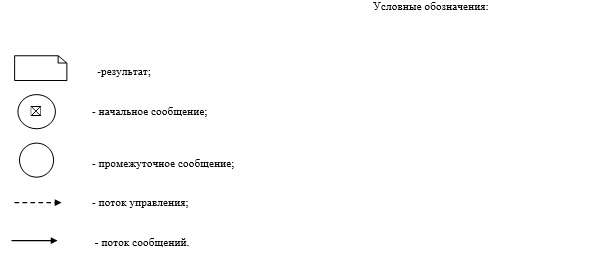 Условные обозначения:
-результат;
- начальное сообщение;
- промежуточное сообщение;
- поток управления;
- поток сообщений.